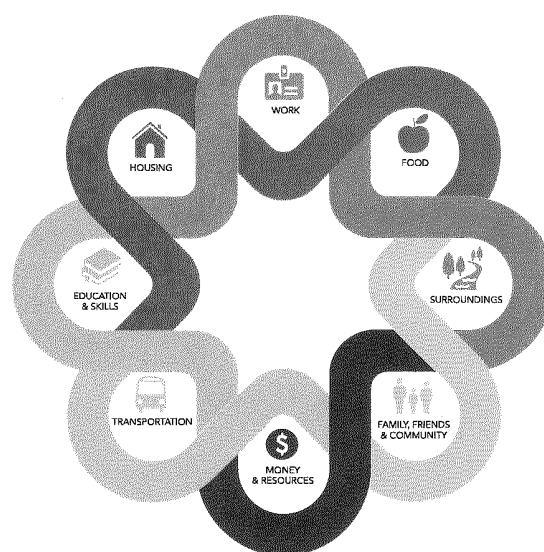 WORK
HOUSING
FOOD
EDUCATION
& SKILLS
SURROUNDINGS
TRANSPORTATION
FAMILY, FRIENDS
& COMMUNITY
$
MONEY
& RESOURCES